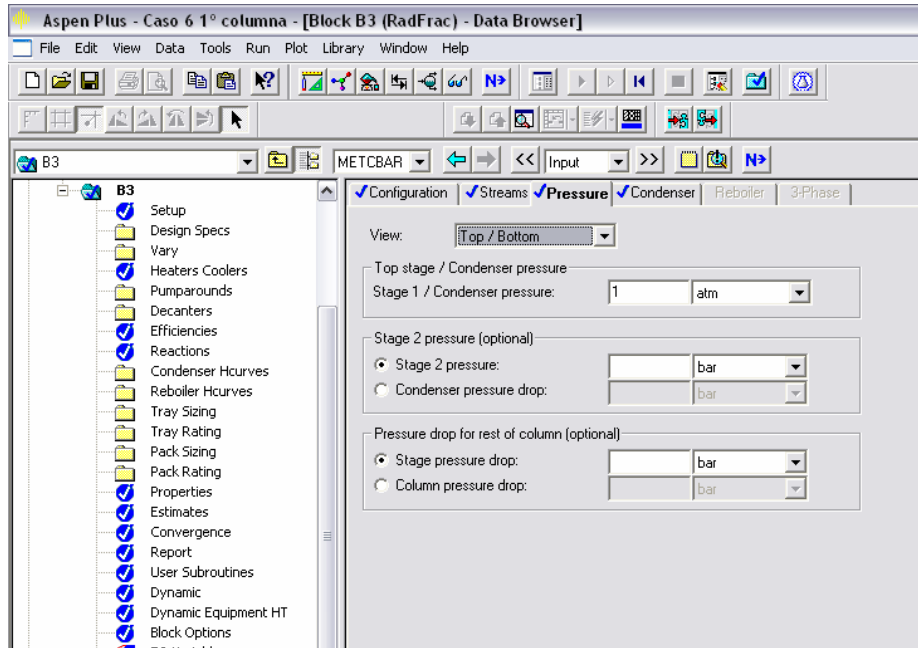 Aspen Plus - Caso 6 1° columna - [Block B3 (RadFrac) - Data Browser]
File Edit View Data Tools Run Plot Library Window Help
N
B3 METCBAR << Input >> N
B3
Setup
Design Specs
Vary
Heaters Coolers
Pumparounds
Decanters
Efficiencies
Reactions
Condenser Hcurves
Reboiler Hcurves
Tray Sizing
Tray Rating
Pack Sizing
Pack Rating
Properties
Estimates
Convergence
Report
User Subroutines
Dynamic
Dynamic Equipment HT
Block Options
Configuration Streams Pressure Condenser Reboiler 3-Phase
View: Top / Bottom
Top stage / Condenser pressure
Stage 1 / Condenser pressure: 1 atm
Stage 2 pressure (optional)
Stage 2 pressure: bar
Condenser pressure drop: bar
Pressure drop for rest of column (optional)
Stage pressure drop: bar
Column pressure drop: bar